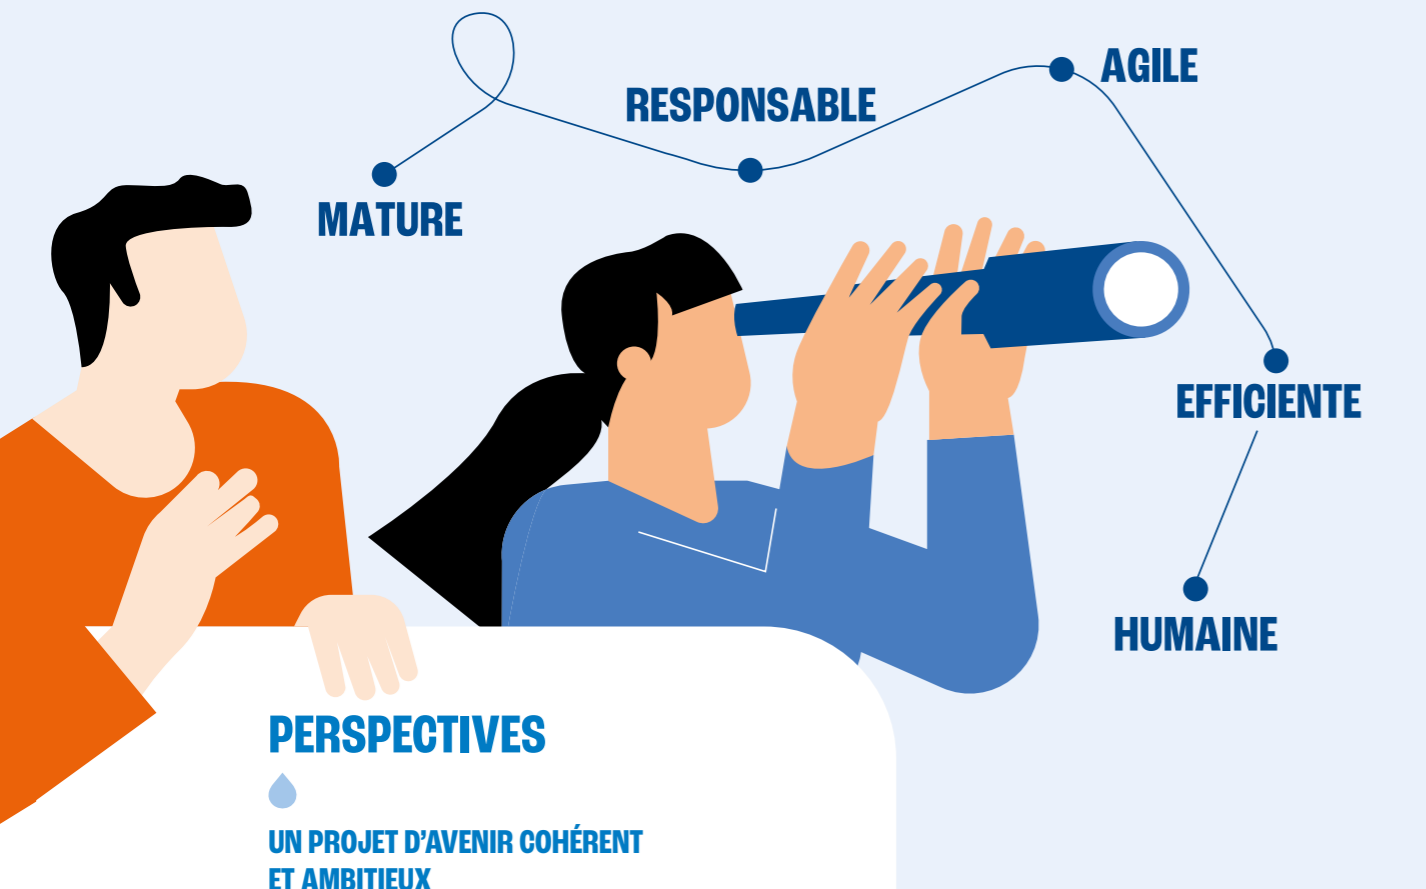 AGILE
RESPONSABLE
MATURE
EFFICIENTE
HUMAINE
PERSPECTIVES
UN PROJET D’AVENIR COHÉRENT
ET AMBITIEUX